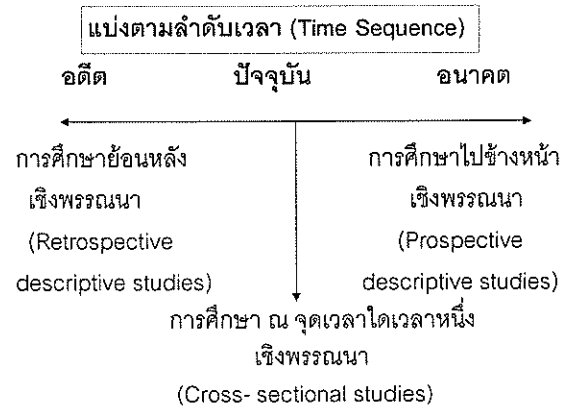 แบ่งตามลำดับเวลา (Time Sequence)
อดีต ปัจจุบัน อนาคต
การศึกษาย้อนหลัง
เชิงพรรณนา
(Retrospective
descriptive studies)
การศึกษาไปข้างหน้า
เชิงพรรณนา
(Prospective
descriptive studies)
การศึกษา ณ จุดเวลาใดเวลาหนึ่ง
เชิงพรรณนา
(Cross- sectional studies)